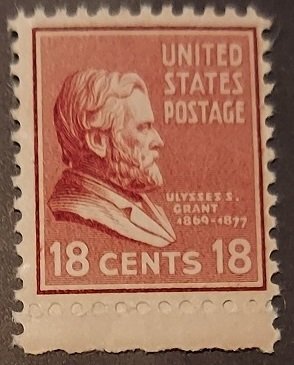 UNITED
STATES
POSTAGE
ULYSSES S.
GRANT
1869-1877
18 CENTS 18